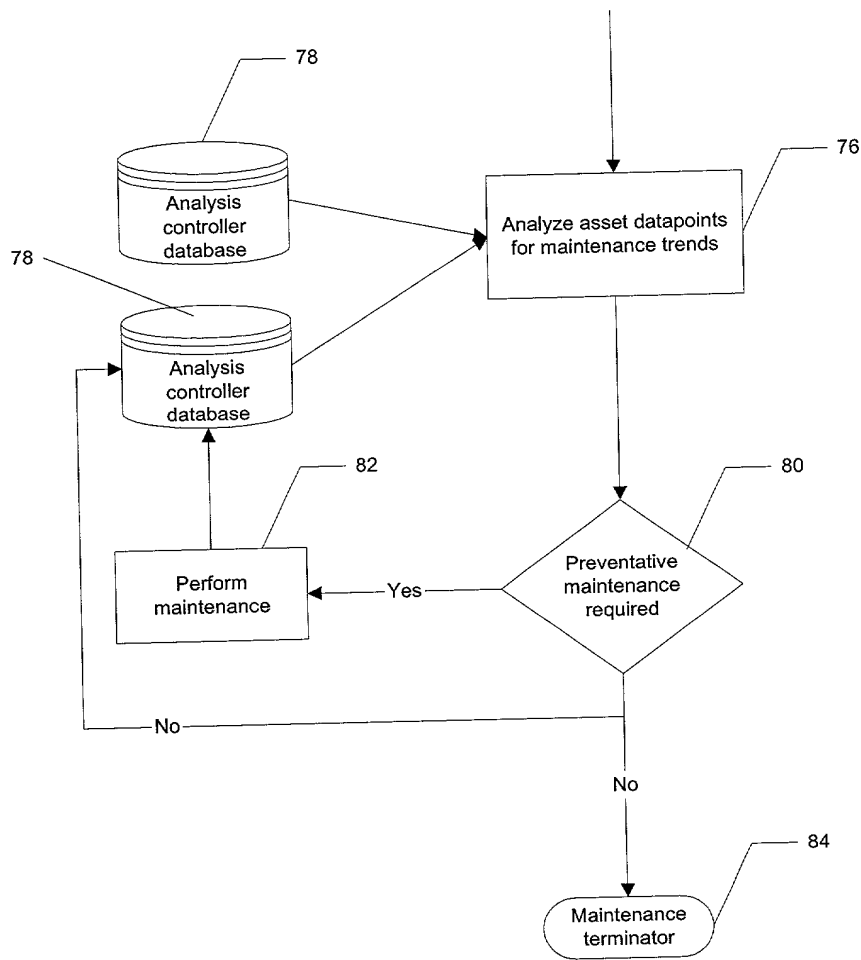 78
Analysis
controller
database
76
Analyze asset datapoints
for maintenance trends
78
Analysis
controller
database
82
Perform
maintenance
Yes
80
Preventative
maintenance
required
No
No
84
Maintenance
terminator